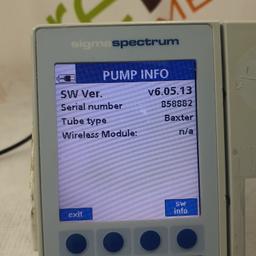 sigmaspectrum
PUMP INFO
SW Ver. v6.05.13
Serial number 858882
Tube type Baxter
Wireless Module: n/a
exit
sw
info